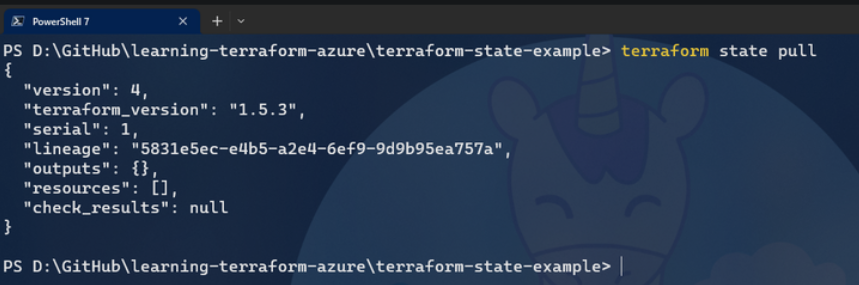 PowerShell 7
PS D:\GitHub\learning-terraform-azure\terraform-state-example> terraform state pull
{
  "version": 4,
  "terraform_version": "1.5.3",
  "serial": 1,
  "lineage": "5831e5ec-e4b5-a2e4-6ef9-9d9b95ea757a",
  "outputs": {},
  "resources": [],
  "check_results": null
}
PS D:\GitHub\learning-terraform-azure\terraform-state-example>